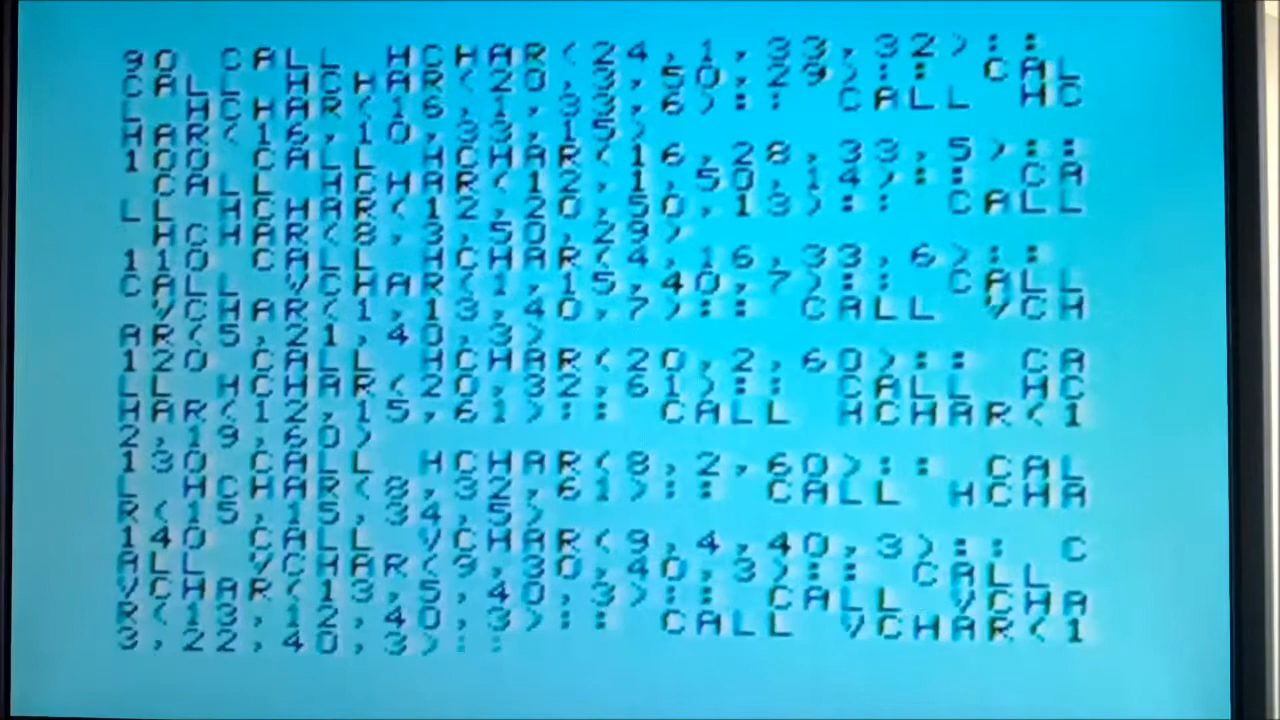 90 CALL HCHAR(24,1,33,32):: 
CALL HCHAR(20,3,50,29):: CAL
L HCHAR(16,1,33,6):: CALL HC
HAR(16,10,33,15)
100 CALL HCHAR(16,28,33,5)::
CALL HCHAR(12,1,50,14):: CA
LL HCHAR(12,20,50,13):: CALL
HCHAR(8,3,50,29)
110 CALL HCHAR(4,16,33,6)::
CALL VCHAR(1,15,40,7):: CALL
VCHAR(1,13,40,7):: CALL VCH
AR(5,21,40,3)
120 CALL HCHAR(20,2,60):: CA
LL HCHAR(20,32,61):: CALL HC
HAR(12,15,61):: CALL HCHAR(1
2,19,60)
130 CALL HCHAR(8,2,60):: CAL
L HCHAR(8,32,61):: CALL HCHA
R(15,15,34,5)
140 CALL VCHAR(9,4,40,3):: C
ALL VCHAR(9,30,40,3):: CALL
VCHAR(13,5,40,3):: CALL VCHA
R(13,12,40,3):: CALL VCHAR(1
3,22,40,3)::